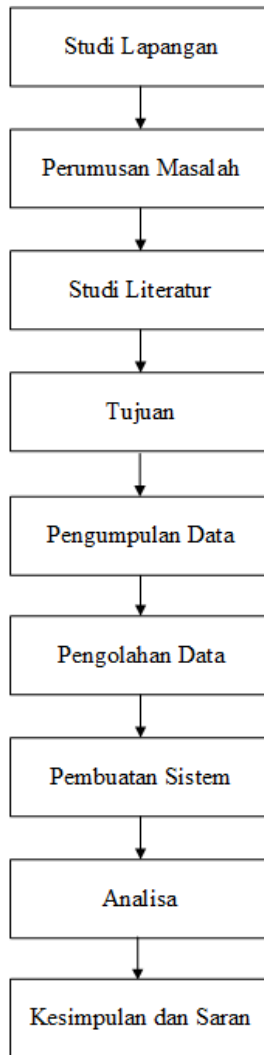 Studi Lapangan
Perumusan Masalah
Studi Literatur
Tujuan
Pengumpulan Data
Pengolahan Data
Pembuatan Sistem
Analisa
Kesimpulan dan Saran